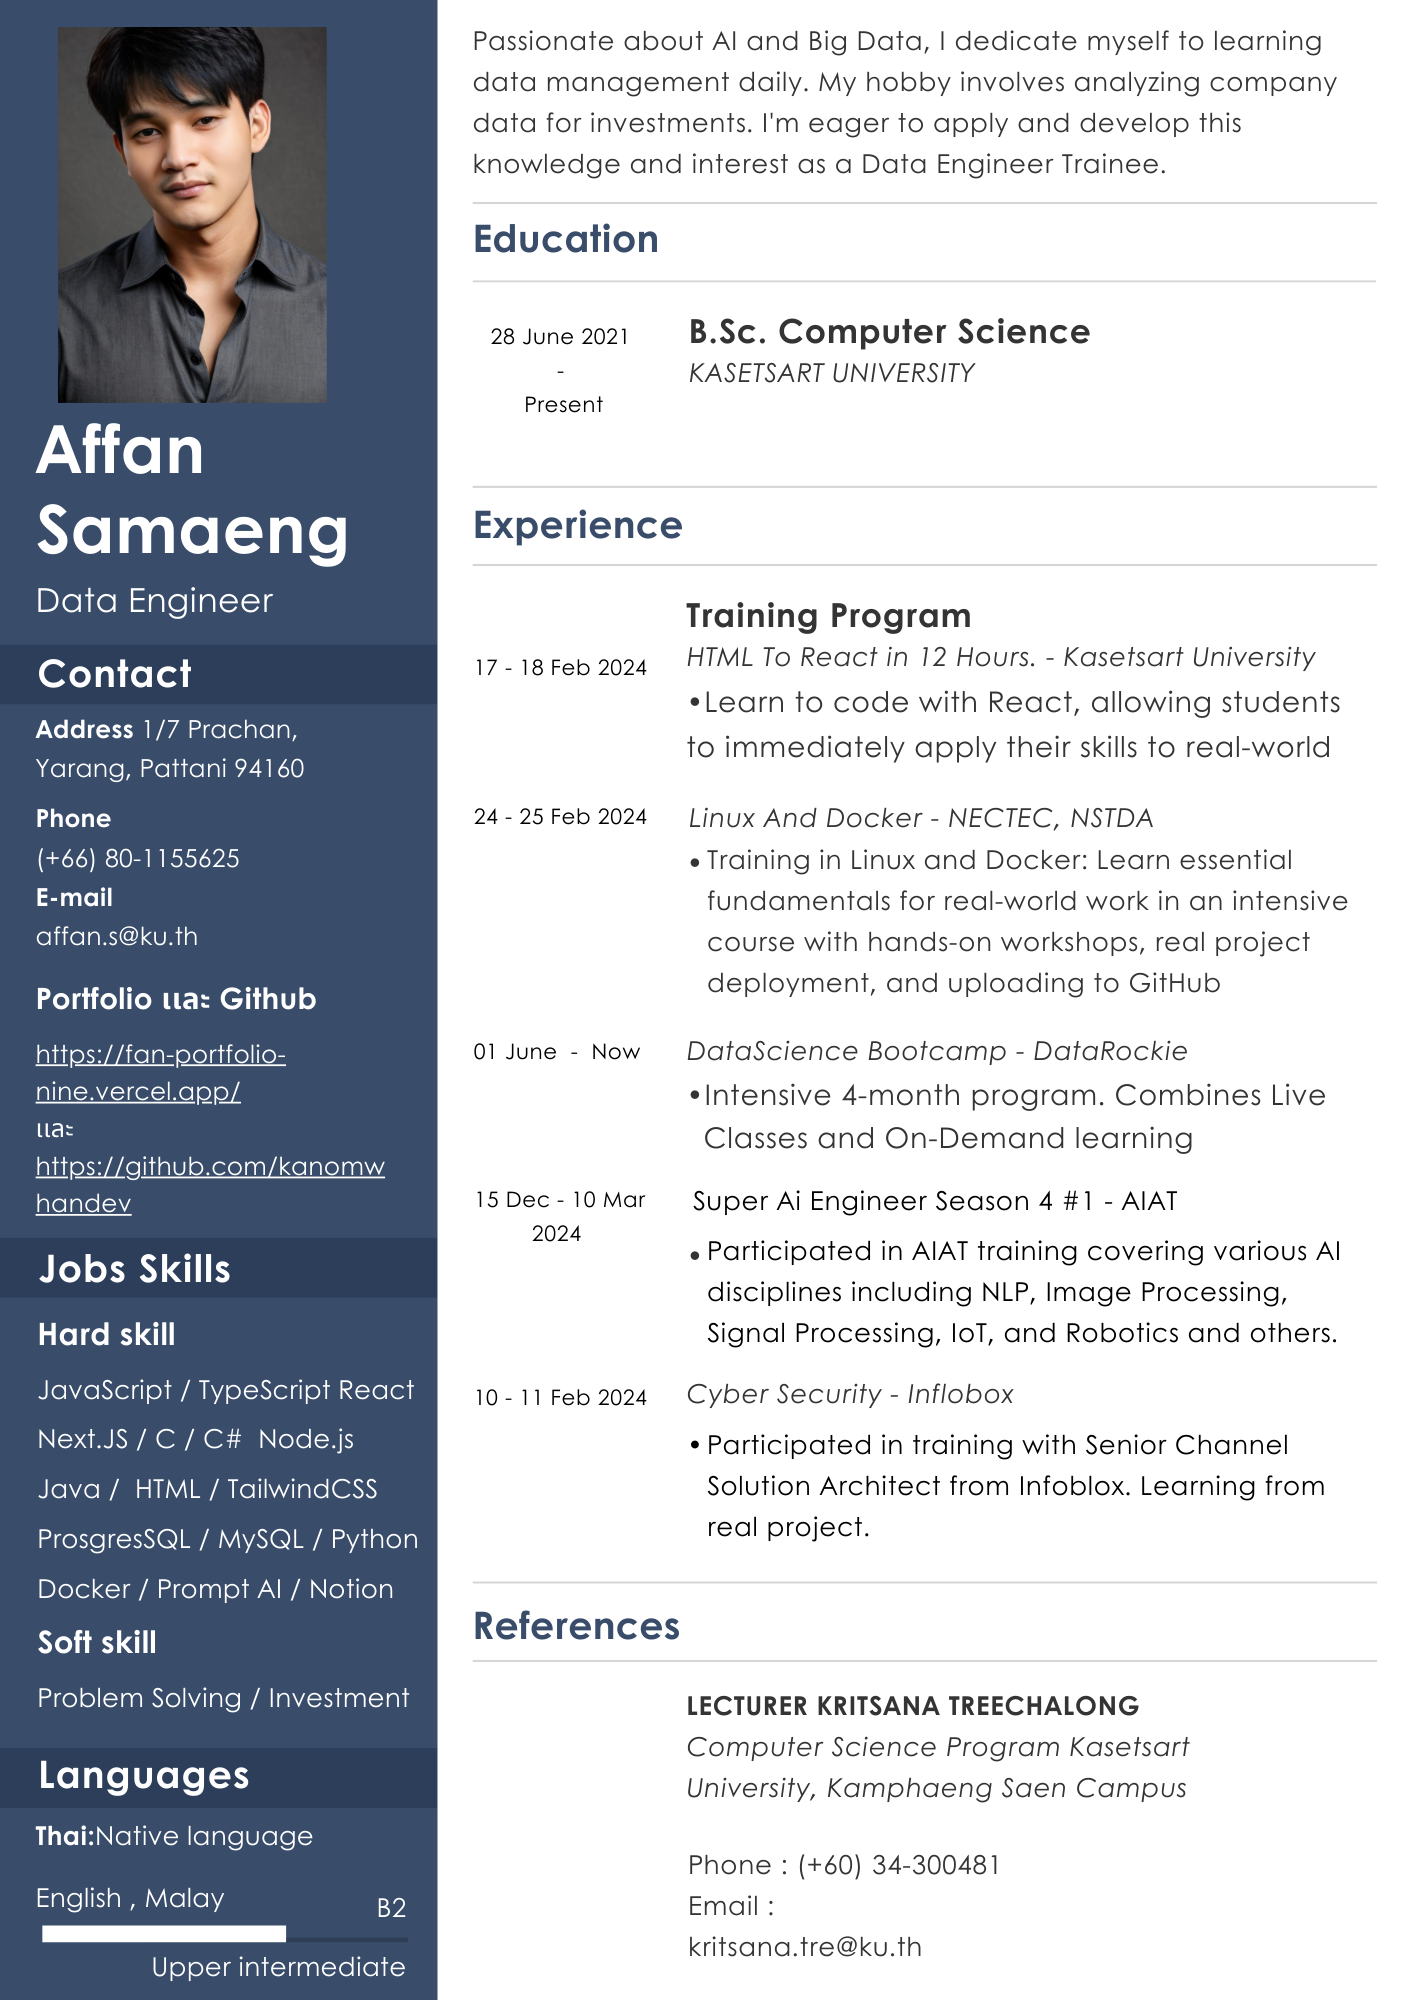 Affan
Samaeng
Data Engineer
Contact
Address 1/7 Prachan,
Yarang, Pattani 94160
Phone
(+66) 80-1155625
E-mail
affan.s@ku.th
Portfolio และ Github
https://fan-portfolio-
nine.vercel.app/
และ
https://github.com/kanomw
handev
Jobs Skills
Hard skill
JavaScript / TypeScript React
Next.JS / C / C#  Node.js
Java /  HTML / TailwindCSS
ProsgresSQL / MySQL / Python
Docker / Prompt AI / Notion
Soft skill
Problem Solving / Investment
Languages
Thai:Native language
English , Malay
B2
Upper intermediate
Passionate about AI and Big Data, I dedicate myself to learning
data management daily. My hobby involves analyzing company
data for investments. I'm eager to apply and develop this
knowledge and interest as a Data Engineer Trainee.
Education
28 June 2021
-
Present
B.Sc. Computer Science
KASETSART UNIVERSITY
Experience
Training Program
17 - 18 Feb 2024
HTML To React in 12 Hours. - Kasetsart University
•Learn to code with React, allowing students
to immediately apply their skills to real-world
24 - 25 Feb 2024
Linux And Docker - NECTEC, NSTDA
• Training in Linux and Docker: Learn essential
fundamentals for real-world work in an intensive
course with hands-on workshops, real project
deployment, and uploading to GitHub
01 June  -  Now
DataScience Bootcamp - DataRockie
•Intensive 4-month program. Combines Live
Classes and On-Demand learning
15 Dec - 10 Mar
2024
Super Ai Engineer Season 4 #1 - AIAT
• Participated in AIAT training covering various AI
disciplines including NLP, Image Processing,
Signal Processing, IoT, and Robotics and others.
10 - 11 Feb 2024
Cyber Security - Inflobox
• Participated in training with Senior Channel
Solution Architect from Infoblox. Learning from
real project.
References
LECTURER KRITSANA TREECHALONG
Computer Science Program Kasetsart
University, Kamphaeng Saen Campus
Phone : (+60) 34-300481
Email :
kritsana.tre@ku.th